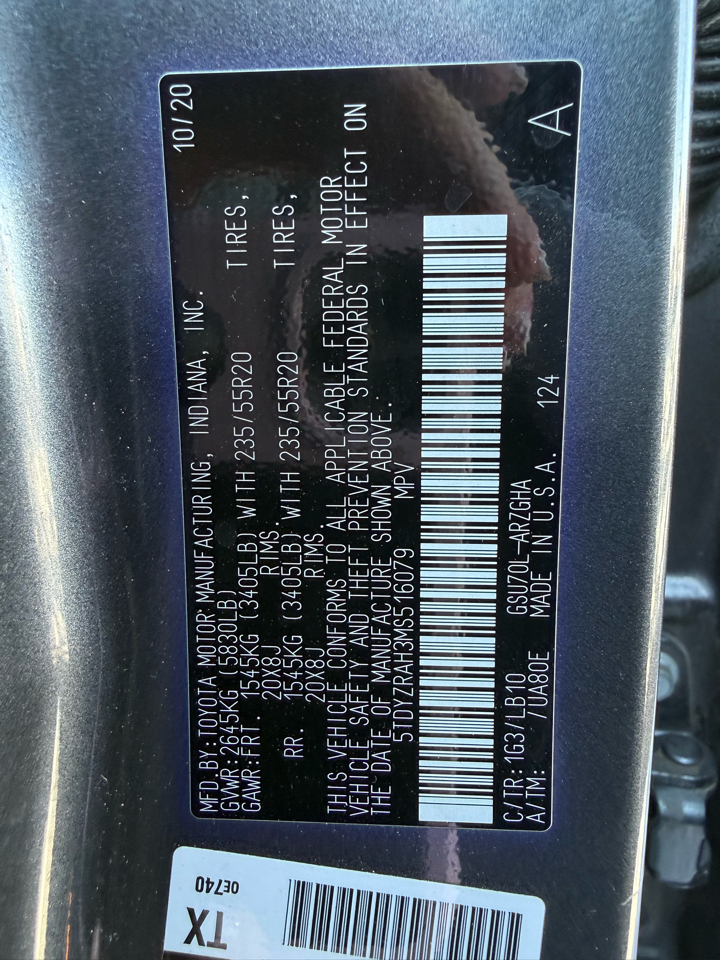 MFD.BY:TOYOTA MOTOR MANUFACTURING, INDIANA, INC. 10/20
GVWR:2645KG (5830LB)
GAWR:FRT. 1545KG (3405LB) WITH 235/55R20 TIRES,
20X8J RIMS.
RR. 1545KG (3405LB) WITH 235/55R20 TIRES,
20X8J RIMS.
THIS VEHICLE CONFORMS TO ALL APPLICABLE FEDERAL MOTOR
VEHICLE SAFETY AND THEFT PREVENTION STANDARDS IN EFFECT ON
THE DATE OF MANUFACTURE SHOWN ABOVE.
5TDYZRAH3MS516079 MPV
C/TR:1G3/LB10 GSU70L-ARZGHA
A/TM: /UA80E MADE IN U.S.A. 124 A
TX 0E740